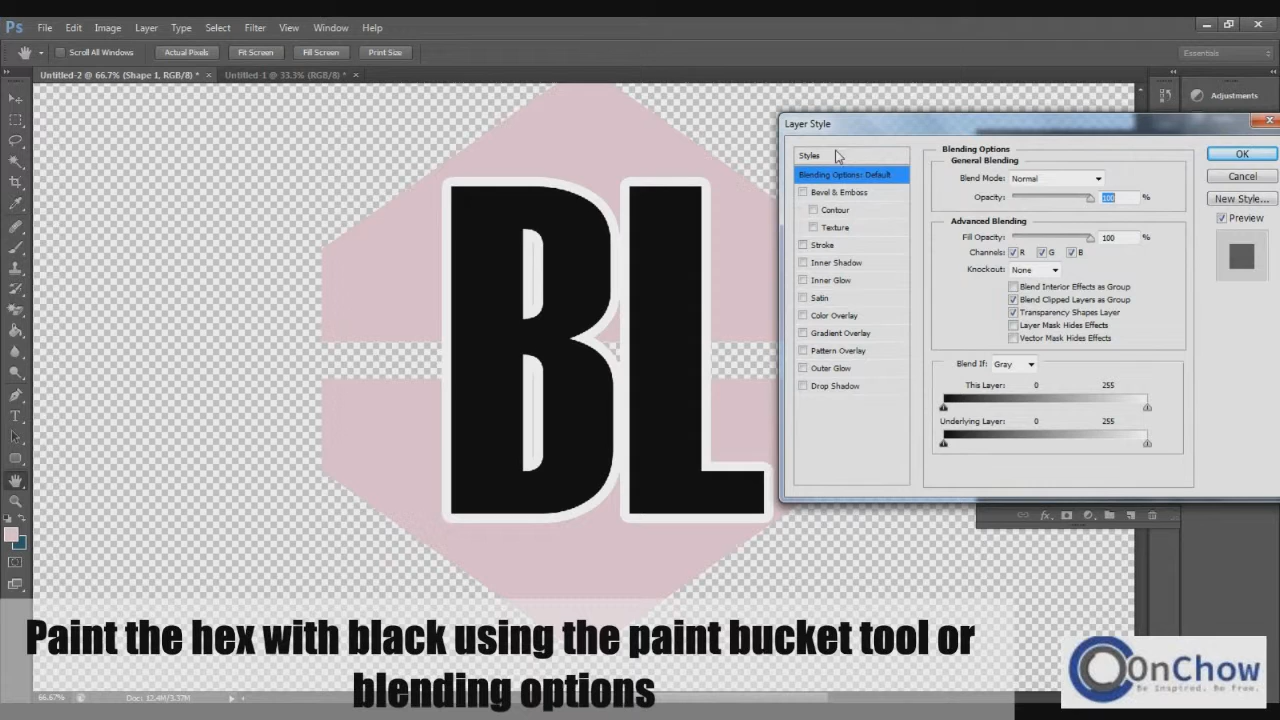 Ps File Edit Image Layer Type Select Filter View Window Help
Scroll All Windows Actual Pixels Fit Screen Fill Screen Print Size Essentials
Untitled-2 @ 66.7% (Shape 1, RGB/8) * × Untitled-1 @ 33.3% (RGB/8) * ×
Adjustments
BL
Layer Style
Styles
Blending Options: Default
Bevel & Emboss
Contour
Texture
Stroke
Inner Shadow
Inner Glow
Satin
Color Overlay
Gradient Overlay
Pattern Overlay
Outer Glow
Drop Shadow
Blending Options
General Blending
Blend Mode: Normal
Opacity: 100 %
Advanced Blending
Fill Opacity: 100 %
Channels: R G B
Knockout: None
Blend Interior Effects as Group
Blend Clipped Layers as Group
Transparency Shapes Layer
Layer Mask Hides Effects
Vector Mask Hides Effects
Blend If: Gray
This Layer: 0 255
Underlying Layer: 0 255
OK
Cancel
New Style...
Preview
Paint the hex with black using the paint bucket tool or
blending options
66.67% Doc: 12.4M/3.37M
OnChow
Be Inspired. Be Free.